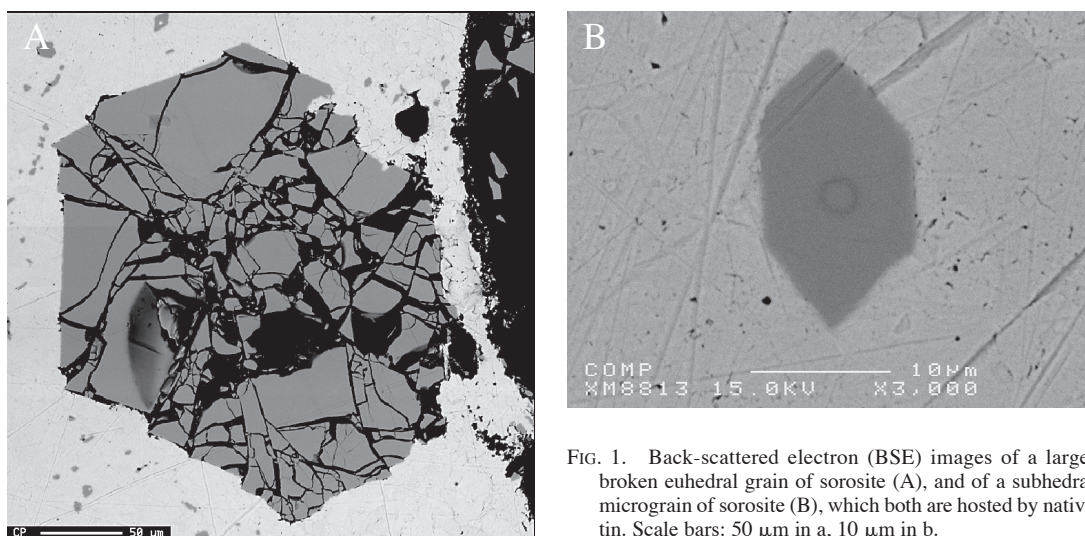 A
CP 50 µm
B
COMP 10µm
XM8813 15.0KV X3,000
FIG. 1. Back-scattered electron (BSE) images of a large
broken euhedral grain of sorosite (A), and of a subhedra
micrograin of sorosite (B), which both are hosted by nativ
tin. Scale bars: 50 µm in a, 10 µm in b.